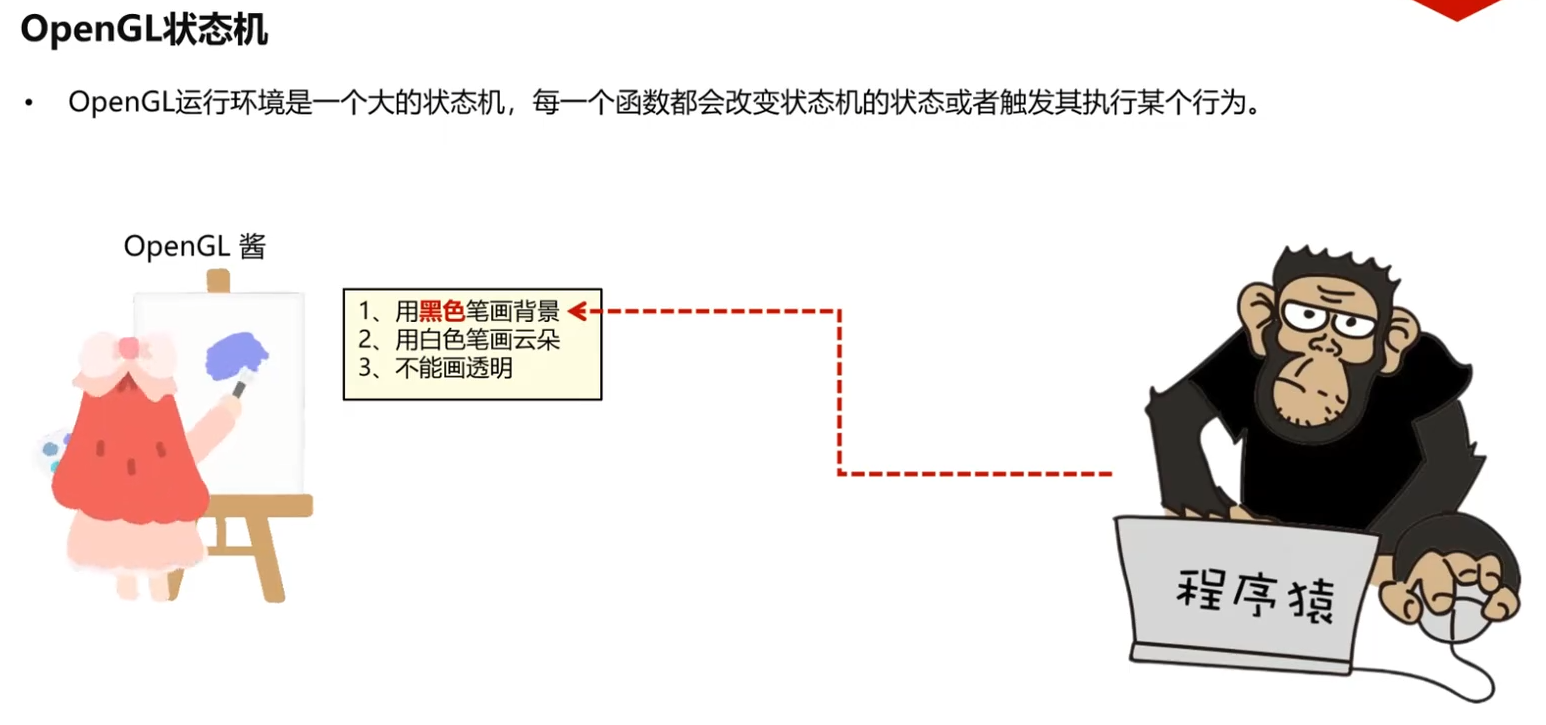 OpenGL状态机
• OpenGL运行环境是一个大的状态机，每一个函数都会改变状态机的状态或者触发其执行某个行为。
OpenGL 酱
1、用黑色笔画背景
2、用白色笔画云朵
3、不能画透明
程序猿